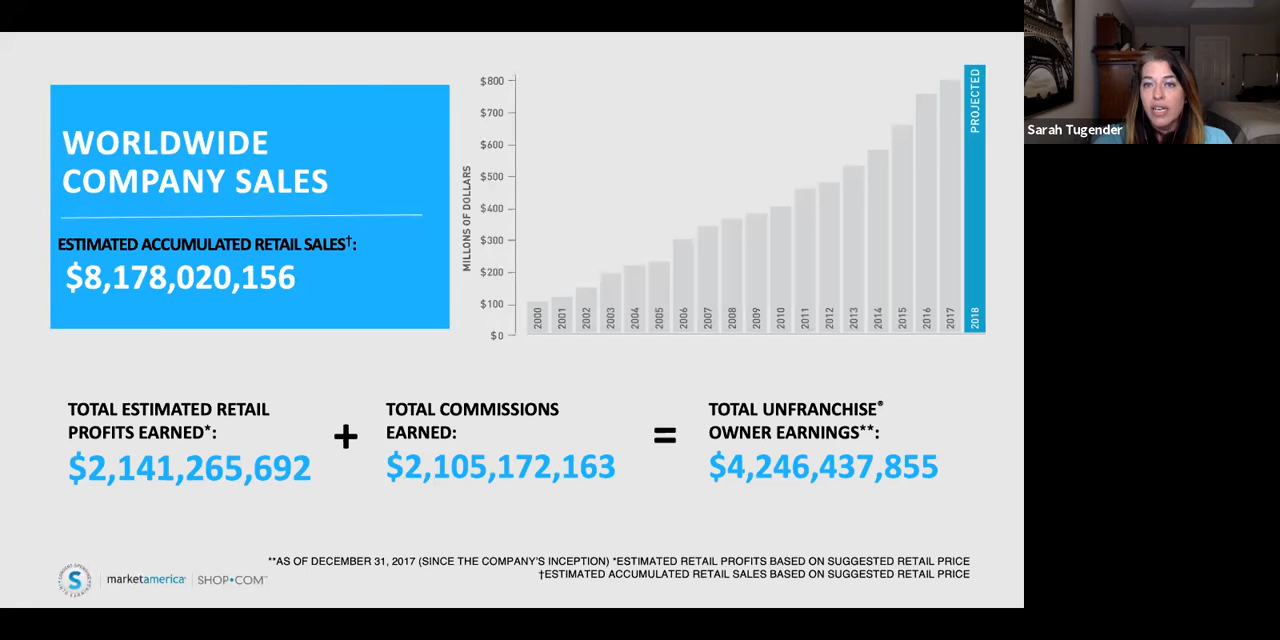 WORLDWIDE
COMPANY SALES
ESTIMATED ACCUMULATED RETAIL SALES†:
$8,178,020,156
MILLONS OF DOLLARS
$800
$700
$600
$500
$400
$300
$200
$100
$0
2000
2001
2002
2003
2004
2005
2006
2007
2008
2009
2010
2011
2012
2013
2014
2015
2016
2017
2018
PROJECTED
Sarah Tugender
TOTAL ESTIMATED RETAIL
PROFITS EARNED*:
$2,141,265,692
+
TOTAL COMMISSIONS
EARNED:
$2,105,172,163
=
TOTAL UNFRANCHISE®
OWNER EARNINGS**:
$4,246,437,855
**AS OF DECEMBER 31, 2017 (SINCE THE COMPANY'S INCEPTION) *ESTIMATED RETAIL PROFITS BASED ON SUGGESTED RETAIL PRICE
†ESTIMATED ACCUMULATED RETAIL SALES BASED ON SUGGESTED RETAIL PRICE
S
marketamerica
SHOP•COM